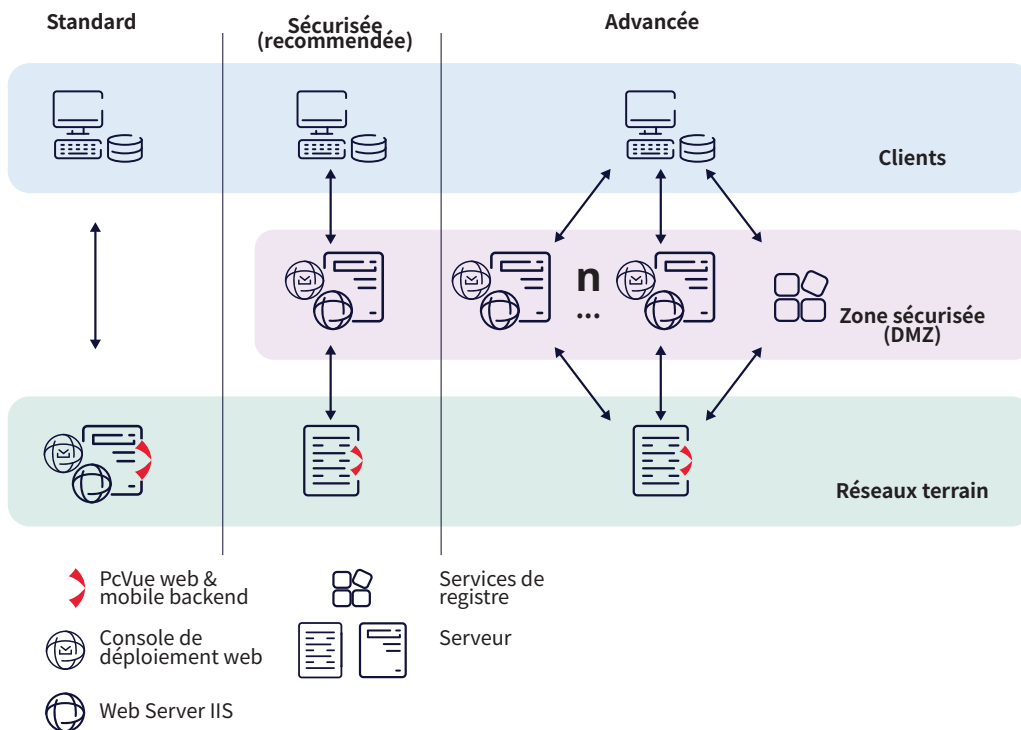 Standard
Sécurisée
(recommendée)
Advancée
Clients
n
...
Zone sécurisée
(DMZ)
Réseaux terrain
PcVue web &
mobile backend
Services de
registre
Console de
déploiement web
Serveur
Web Server IIS